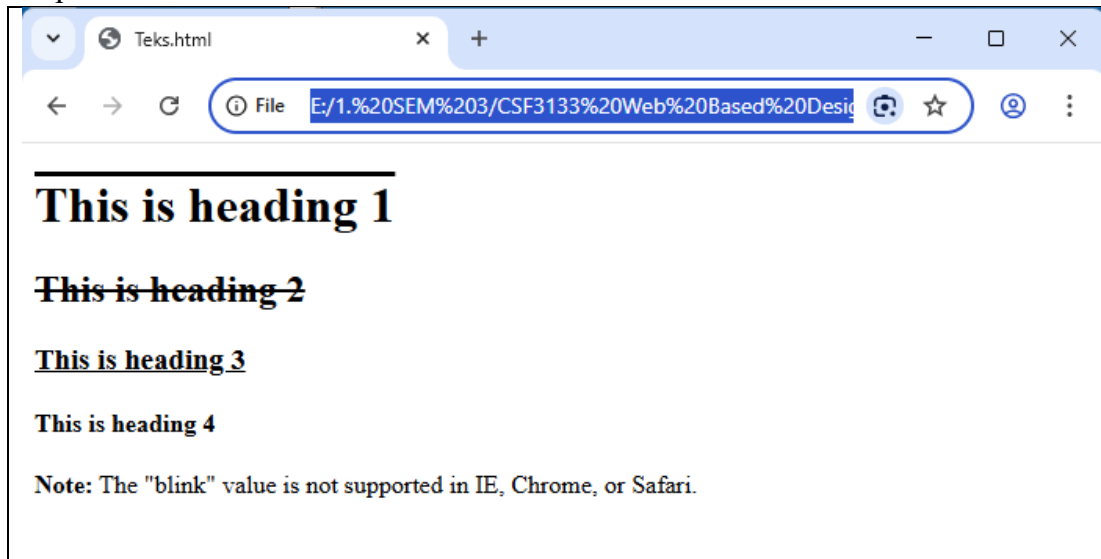 Teks.html
File E:/1.%20SEM%203/CSF3133%20Web%20Based%20Desig
This is heading 1
This is heading 2
This is heading 3
This is heading 4
Note: The "blink" value is not supported in IE, Chrome, or Safari.